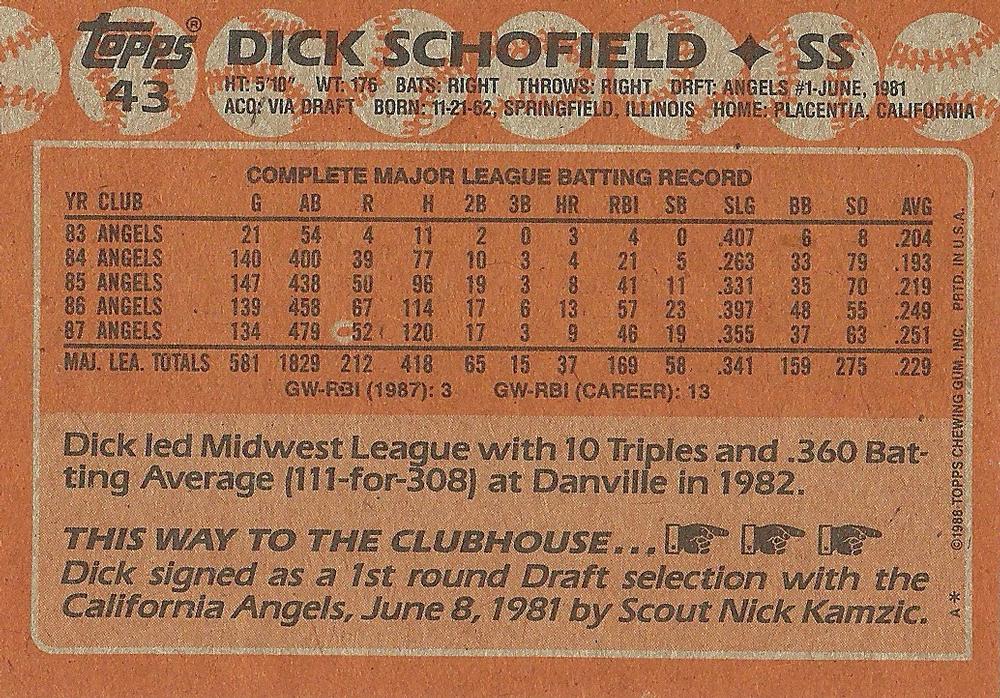 topps® DICK SCHOFIELD ✦ SS
43 HT: 5'10" WT: 176 BATS: RIGHT THROWS: RIGHT DRFT: ANGELS #1-JUNE, 1981
ACQ: VIA DRAFT BORN: 11-21-62, SPRINGFIELD, ILLINOIS HOME: PLACENTIA, CALIFORNIA
COMPLETE MAJOR LEAGUE BATTING RECORD
YR CLUB G AB R H 2B 3B HR RBI SB SLG BB SO AVG
83 ANGELS 21 54 4 11 2 0 3 4 0 .407 6 8 .204
84 ANGELS 140 400 39 77 10 3 4 21 5 .263 33 79 .193
85 ANGELS 147 438 50 96 19 3 8 41 11 .331 35 70 .219
86 ANGELS 139 458 67 114 17 6 13 57 23 .397 48 55 .249
87 ANGELS 134 479 52 120 17 3 9 46 19 .355 37 63 .251
MAJ. LEA. TOTALS 581 1829 212 418 65 15 37 169 58 .341 159 275 .229
GW-RBI (1987): 3 GW-RBI (CAREER): 13
Dick led Midwest League with 10 Triples and .360 Bat-
ting Average (111-for-308) at Danville in 1982.
THIS WAY TO THE CLUBHOUSE...
Dick signed as a 1st round Draft selection with the
California Angels, June 8, 1981 by Scout Nick Kamzic.
A* ©1988 TOPPS CHEWING GUM, INC. PRTD. IN U.S.A.